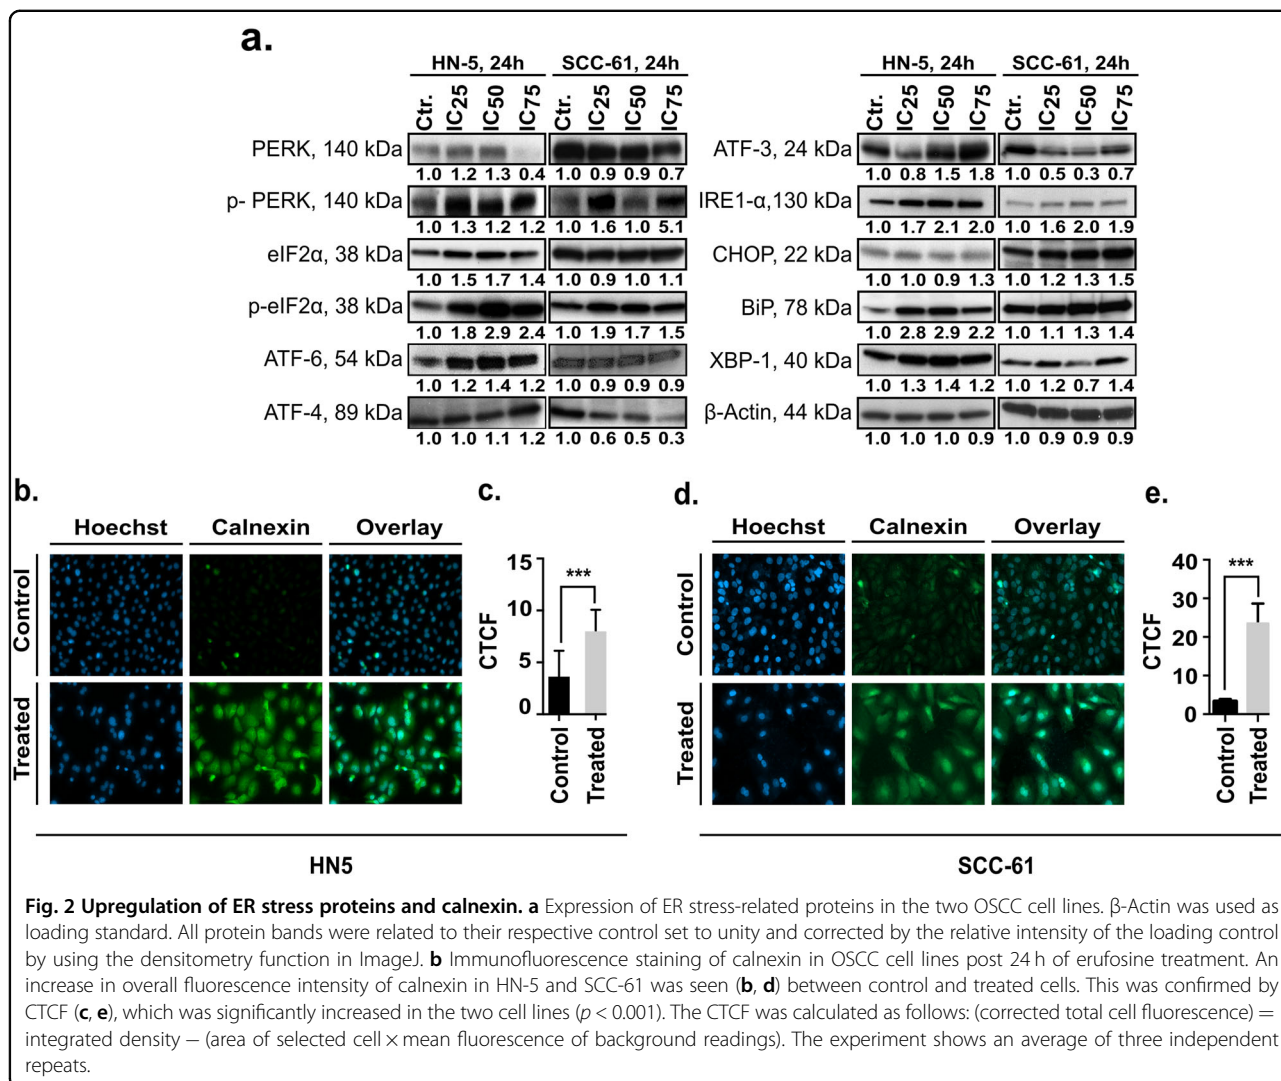 a.
HN-5, 24h SCC-61, 24h
Ctr. IC25 IC50 IC75 Ctr. IC25 IC50 IC75
PERK, 140 kDa
1.0 1.2 1.3 0.4 1.0 0.9 0.9 0.7
p- PERK, 140 kDa
1.0 1.3 1.2 1.2 1.0 1.6 1.0 5.1
eIF2α, 38 kDa
1.0 1.5 1.7 1.4 1.0 0.9 1.0 1.1
p-eIF2α, 38 kDa
1.0 1.8 2.9 2.4 1.0 1.9 1.7 1.5
ATF-6, 54 kDa
1.0 1.2 1.4 1.2 1.0 0.9 0.9 0.9
ATF-4, 89 kDa
1.0 1.0 1.1 1.2 1.0 0.6 0.5 0.3
HN-5, 24h SCC-61, 24h
Ctr. IC25 IC50 IC75 Ctr. IC25 IC50 IC75
ATF-3, 24 kDa
1.0 0.8 1.5 1.8 1.0 0.5 0.3 0.7
IRE1-α,130 kDa
1.0 1.7 2.1 2.0 1.0 1.6 2.0 1.9
CHOP, 22 kDa
1.0 1.0 0.9 1.3 1.0 1.2 1.3 1.5
BiP, 78 kDa
1.0 2.8 2.9 2.2 1.0 1.1 1.3 1.4
XBP-1, 40 kDa
1.0 1.3 1.4 1.2 1.0 1.2 0.7 1.4
β-Actin, 44 kDa
1.0 1.0 1.0 0.9 1.0 0.9 0.9 0.9
b.
Hoechst Calnexin Overlay
Control
Treated
c.
CTCF
15
10
5
0
***
Control Treated
HN5
d.
Hoechst Calnexin Overlay
Control
Treated
e.
CTCF
40
30
20
10
0
***
Control Treated
SCC-61
Fig. 2 Upregulation of ER stress proteins and calnexin. a Expression of ER stress-related proteins in the two OSCC cell lines. β-Actin was used as
loading standard. All protein bands were related to their respective control set to unity and corrected by the relative intensity of the loading control
by using the densitometry function in ImageJ. b Immunofluorescence staining of calnexin in OSCC cell lines post 24 h of erufosine treatment. An
increase in overall fluorescence intensity of calnexin in HN-5 and SCC-61 was seen (b, d) between control and treated cells. This was confirmed by
CTCF (c, e), which was significantly increased in the two cell lines (p < 0.001). The CTCF was calculated as follows: (corrected total cell fluorescence) =
integrated density − (area of selected cell × mean fluorescence of background readings). The experiment shows an average of three independent
repeats.